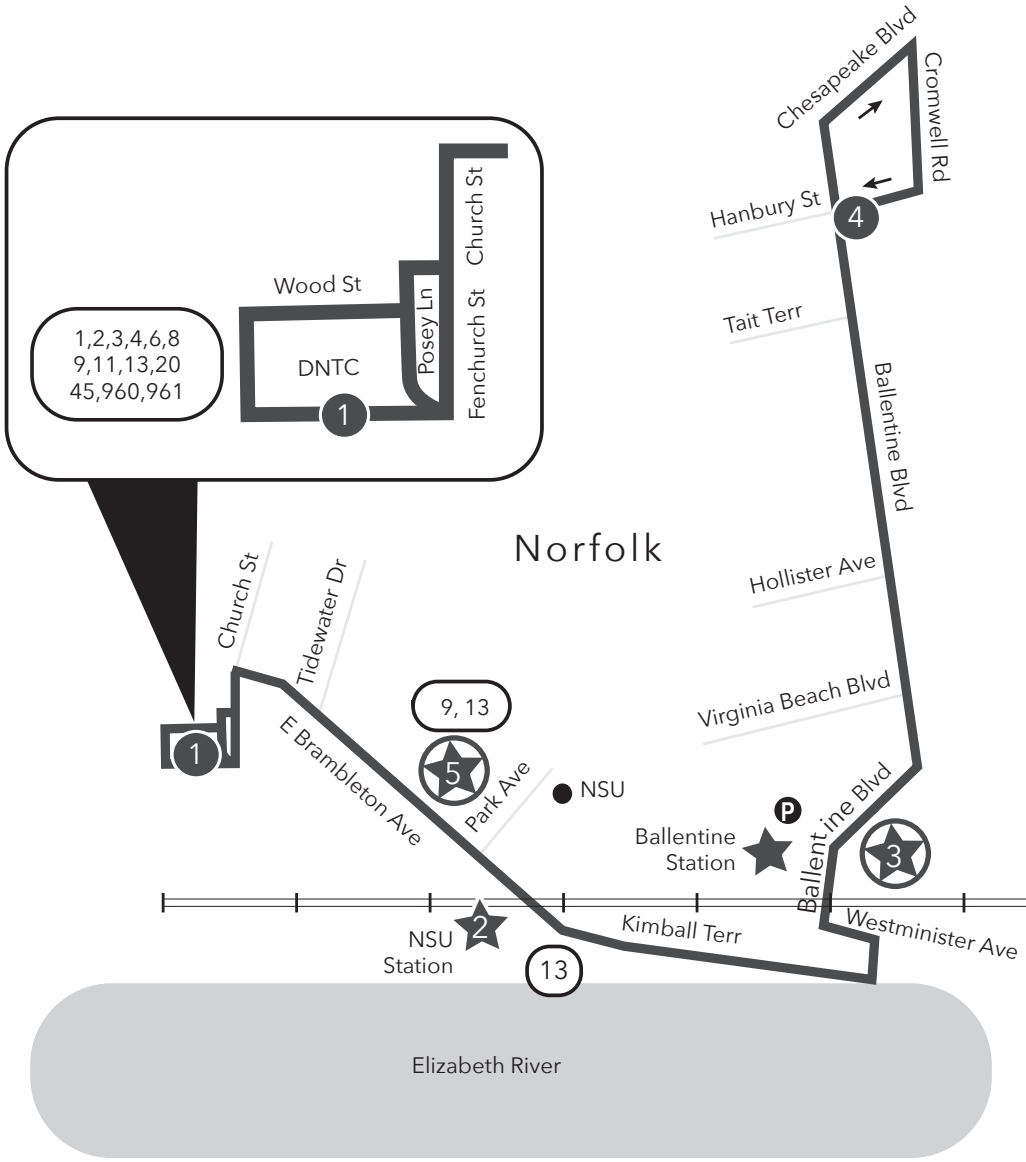 Chesapeake Blvd
Cromwell Rd
Hanbury St
4
Tait Terr
Ballentine Blvd
Church St
Wood St
Posey Ln
Fenchurch St
1,2,3,4,6,8
9,11,13,20
45,960,961
DNTC
1
Norfolk
Hollister Ave
Virginia Beach Blvd
Church St
Tidewater Dr
1
E Brambleton Ave
9, 13
5
Park Ave
NSU
P
Ballentine
Station
Ballentine Blvd
3
NSU
Station
2
13
Kimball Terr
Westminister Ave
Elizabeth River